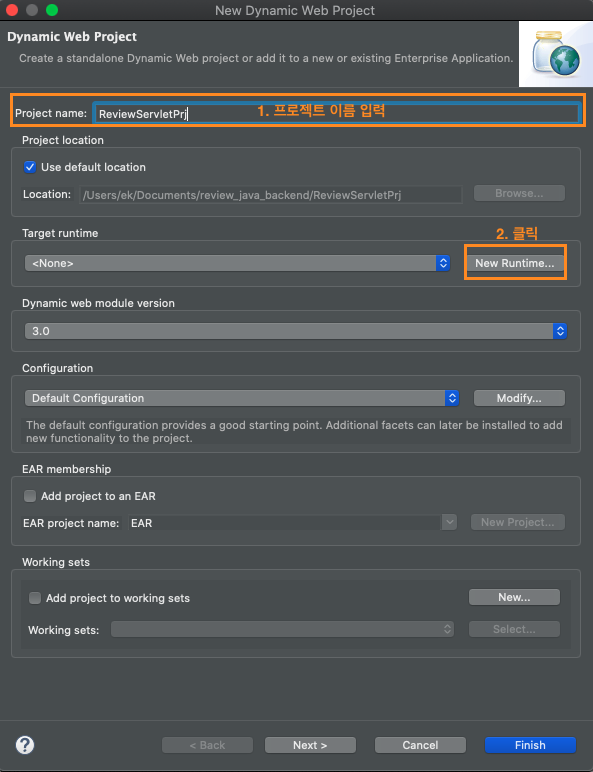 New Dynamic Web Project
Dynamic Web Project
Create a standalone Dynamic Web project or add it to a new or existing Enterprise Application.
Project name: ReviewServletPrj 1. 프로젝트 이름 입력
Project location
Use default location
Location: /Users/ek/Documents/review_java_backend/ReviewServletPrj Browse...
Target runtime 2. 클릭
<None> New Runtime...
Dynamic web module version
3.0
Configuration
Default Configuration Modify...
The default configuration provides a good starting point. Additional facets can later be installed to add
new functionality to the project.
EAR membership
Add project to an EAR
EAR project name: EAR New Project...
Working sets
Add project to working sets New...
Working sets: Select...
? < Back Next > Cancel Finish